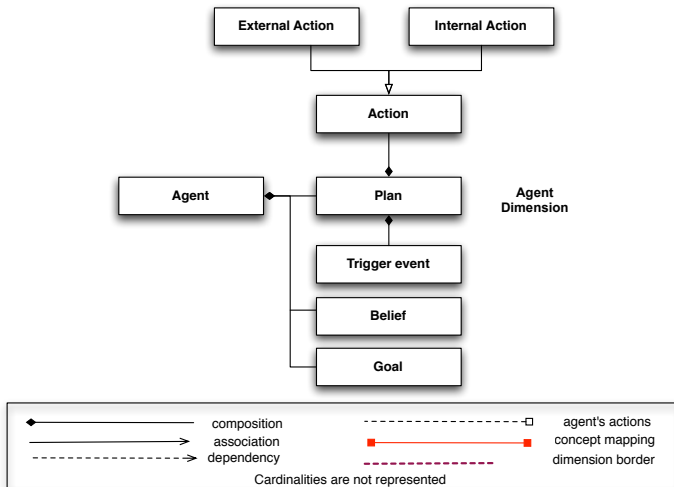 External Action
Internal Action
Action
Agent
Plan
Agent
Dimension
Trigger event
Belief
Goal
composition
agent's actions
association
concept mapping
dependency
dimension border
Cardinalities are not represented